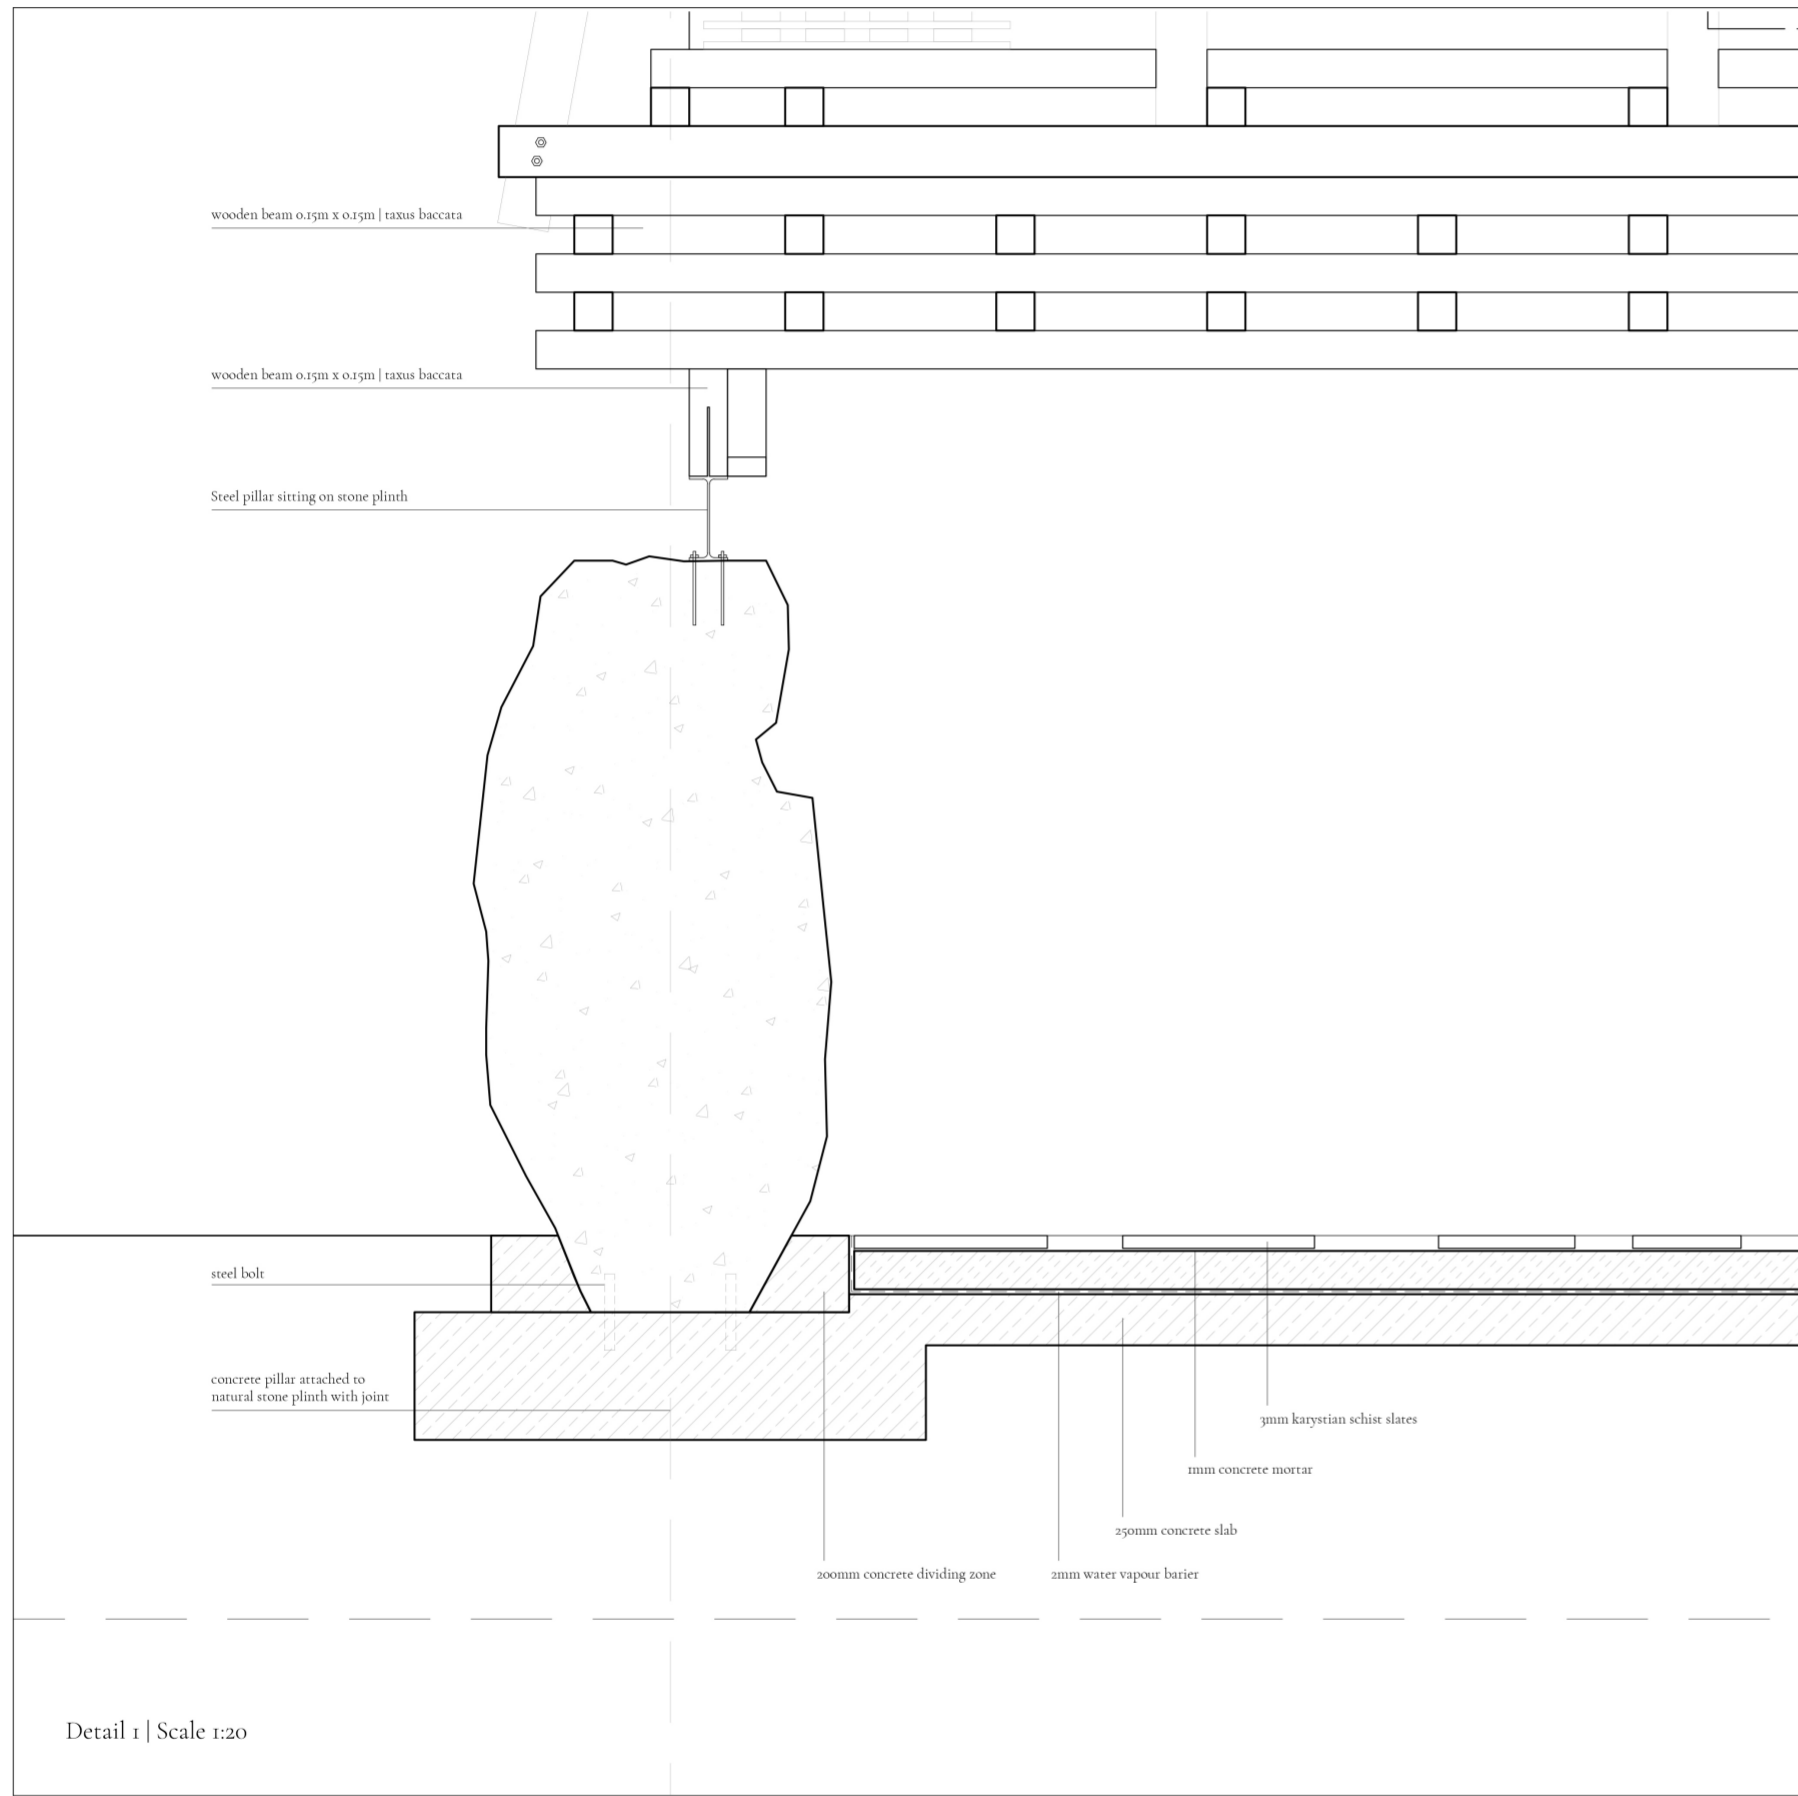 wooden beam 0.15m x 0.15m | taxus baccata
wooden beam 0.15m x 0.15m | taxus baccata
Steel pillar sitting on stone plinth
steel bolt
concrete pillar attached to
natural stone plinth with joint
3mm karystian schist slates
1mm concrete mortar
250mm concrete slab
200mm concrete dividing zone
2mm water vapour barier
Detail 1 | Scale 1:20